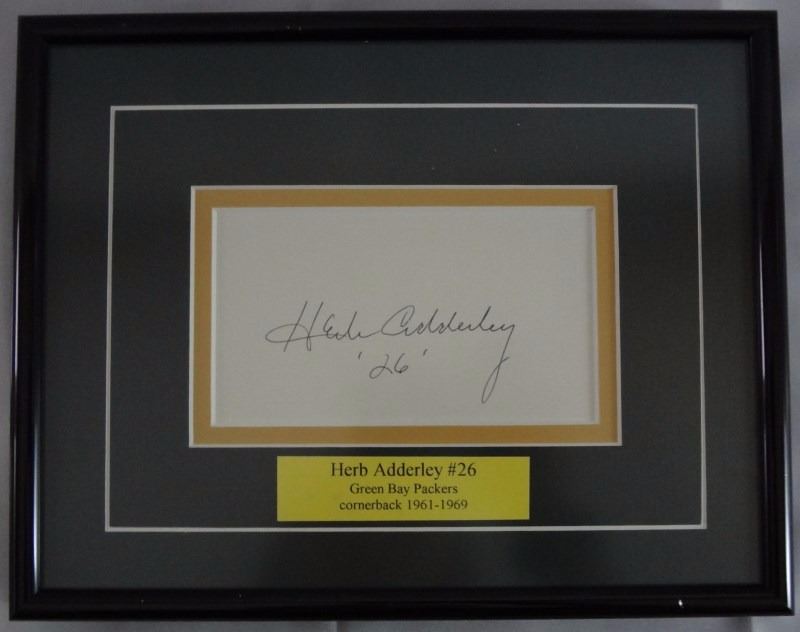 Herb Adderley
'26'
Herb Adderley #26
Green Bay Packers
cornerback 1961-1969